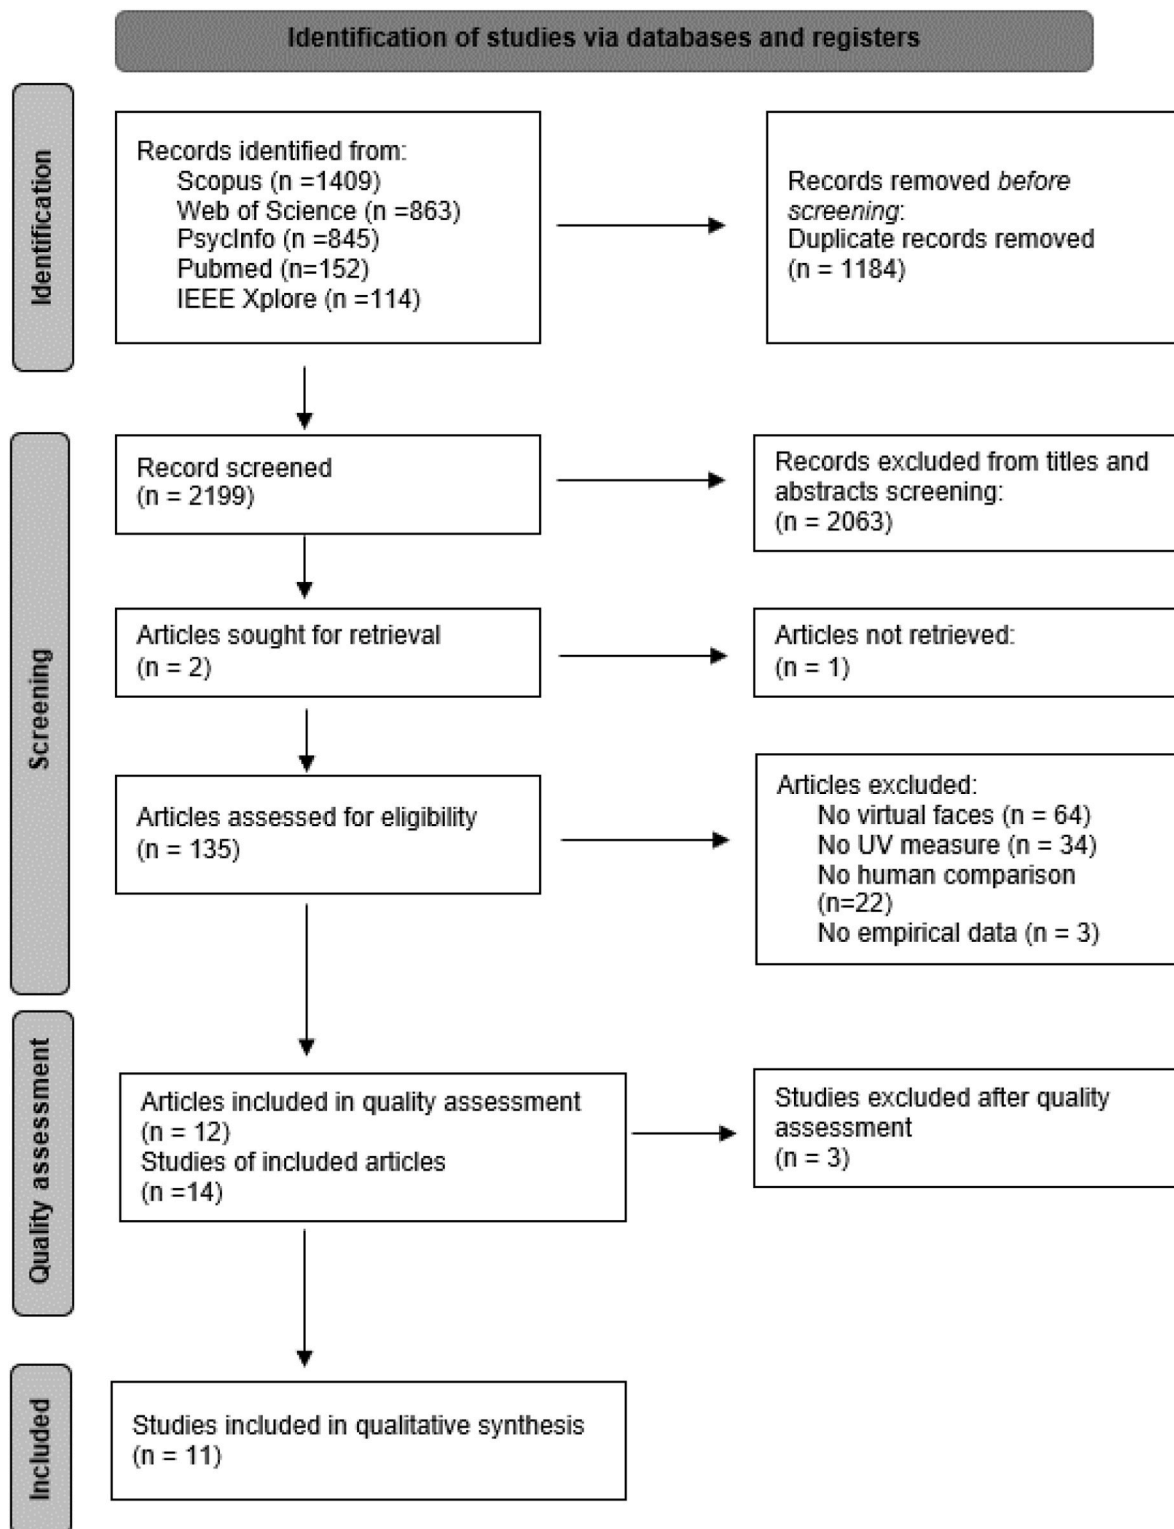 Identification of studies via databases and registers
Identification
Records identified from:
Scopus (n =1409)
Web of Science (n =863)
PsycInfo (n =845)
Pubmed (n=152)
IEEE Xplore (n =114)
Records removed before
screening:
Duplicate records removed
(n = 1184)
Screening
Record screened
(n = 2199)
Records excluded from titles and
abstracts screening:
(n = 2063)
Articles sought for retrieval
(n = 2)
Articles not retrieved:
(n = 1)
Articles assessed for eligibility
(n = 135)
Articles excluded:
No virtual faces (n = 64)
No UV measure (n = 34)
No human comparison
(n=22)
No empirical data (n = 3)
Quality assessment
Articles included in quality assessment
(n = 12)
Studies of included articles
(n =14)
Studies excluded after quality
assessment
(n = 3)
Included
Studies included in qualitative synthesis
(n = 11)